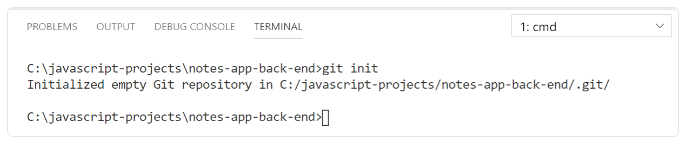 PROBLEMS OUTPUT DEBUG CONSOLE TERMINAL 1: cmd
C:\javascript-projects\notes-app-back-end>git init
Initialized empty Git repository in C:/javascript-projects/notes-app-back-end/.git/
C:\javascript-projects\notes-app-back-end>